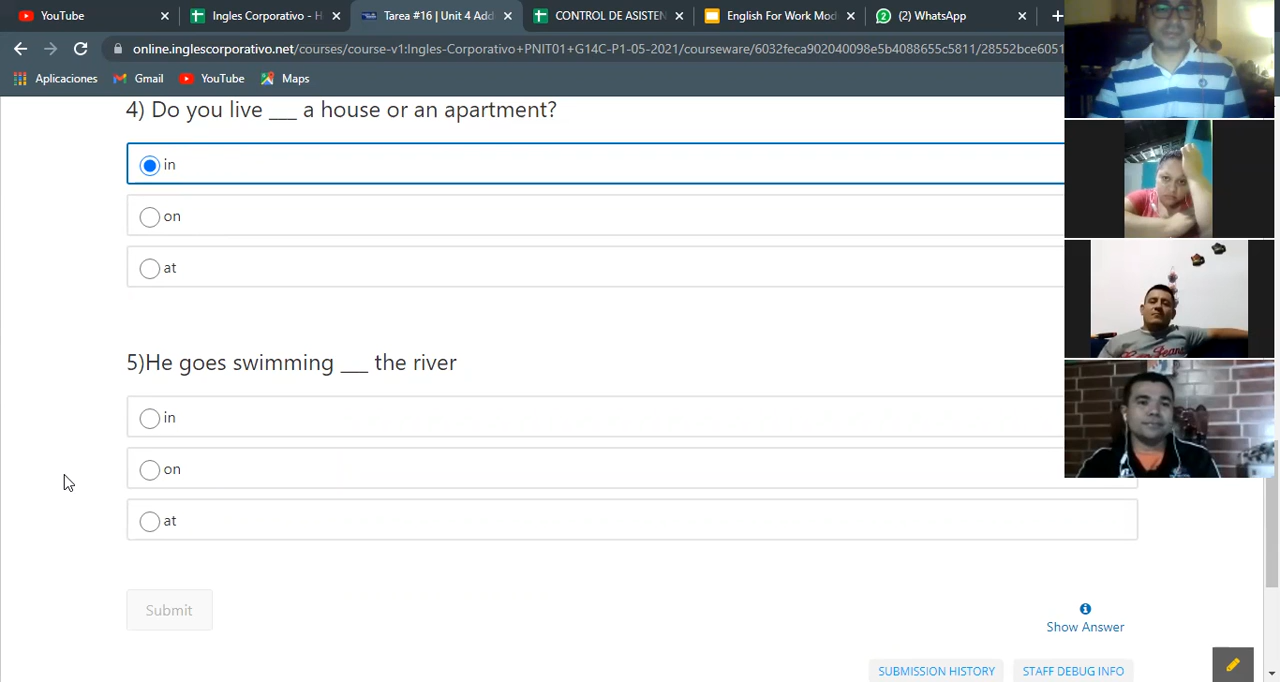 YouTube
Ingles Corporativo - H
Tarea #16 | Unit 4 Add
CONTROL DE ASISTEN
English For Work Mod
(2) WhatsApp
online.inglescorporativo.net/courses/course-v1:Ingles-Corporativo+PNIT01+G14C-P1-05-2021/courseware/6032feca902040098e5b4088655c5811/28552bce6051
Aplicaciones
Gmail
YouTube
Maps
4) Do you live ___ a house or an apartment?
in
on
at
5)He goes swimming ___ the river
in
on
at
Submit
Show Answer
SUBMISSION HISTORY
STAFF DEBUG INFO